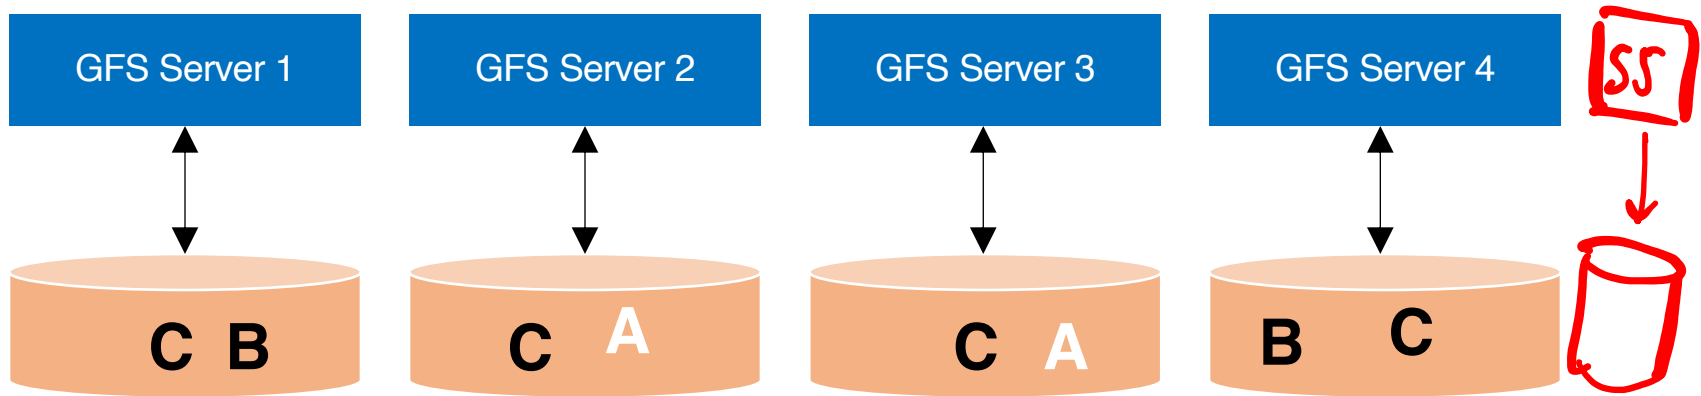 GFS Server 1 GFS Server 2 GFS Server 3 GFS Server 4 SS
C B C A C A B C